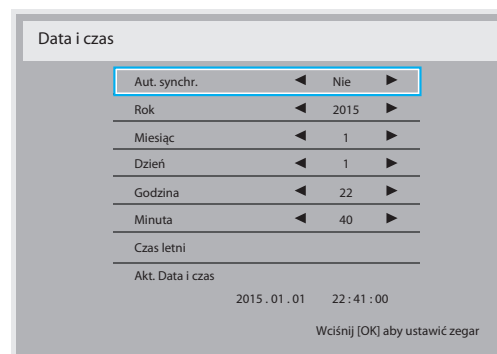 Data i czas
Aut. synchr. ◀ Nie ▶
Rok ◀ 2015 ▶
Miesiąc ◀ 1 ▶
Dzień ◀ 1 ▶
Godzina ◀ 22 ▶
Minuta ◀ 40 ▶
Czas letni
Akt. Data i czas
2015 . 01 . 01 22 : 41 : 00
Wciśnij [OK] aby ustawić zegar